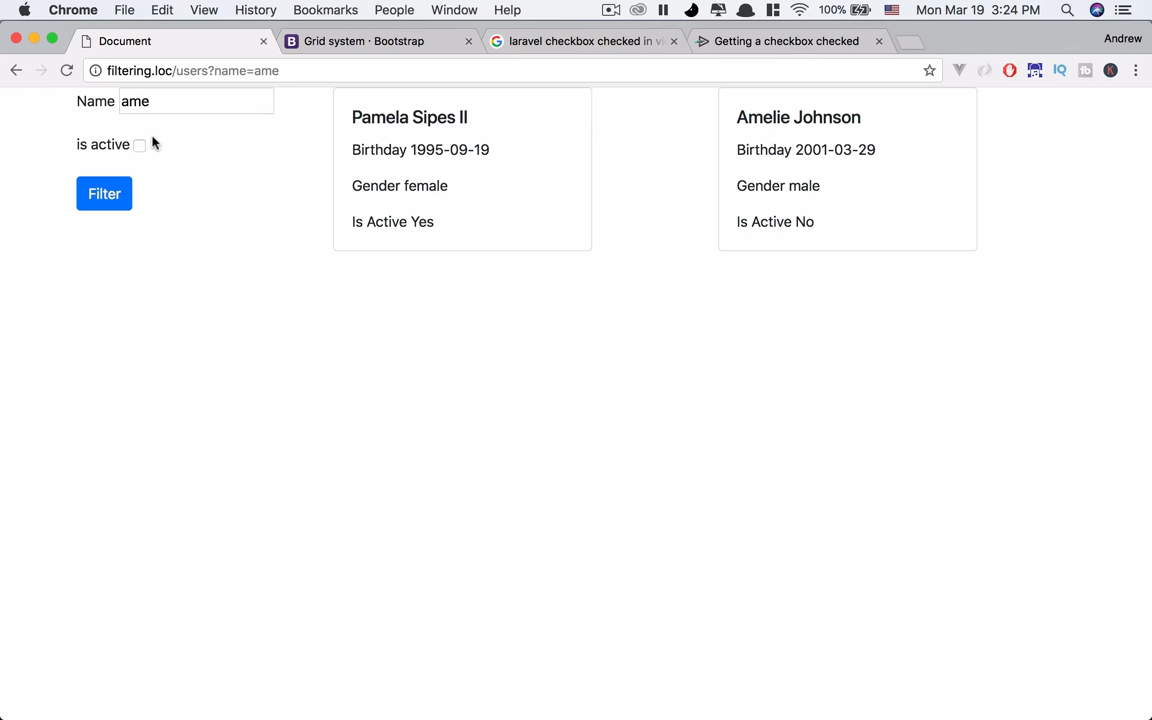 Chrome File Edit View History Bookmarks People Window Help 100% Mon Mar 19 3:24 PM
Document Grid system · Bootstrap laravel checkbox checked in vi Getting a checkbox checked Andrew
filtering.loc/users?name=ame IQ tb K
Name ame
is active
Filter
Pamela Sipes II
Birthday 1995-09-19
Gender female
Is Active Yes
Amelie Johnson
Birthday 2001-03-29
Gender male
Is Active No